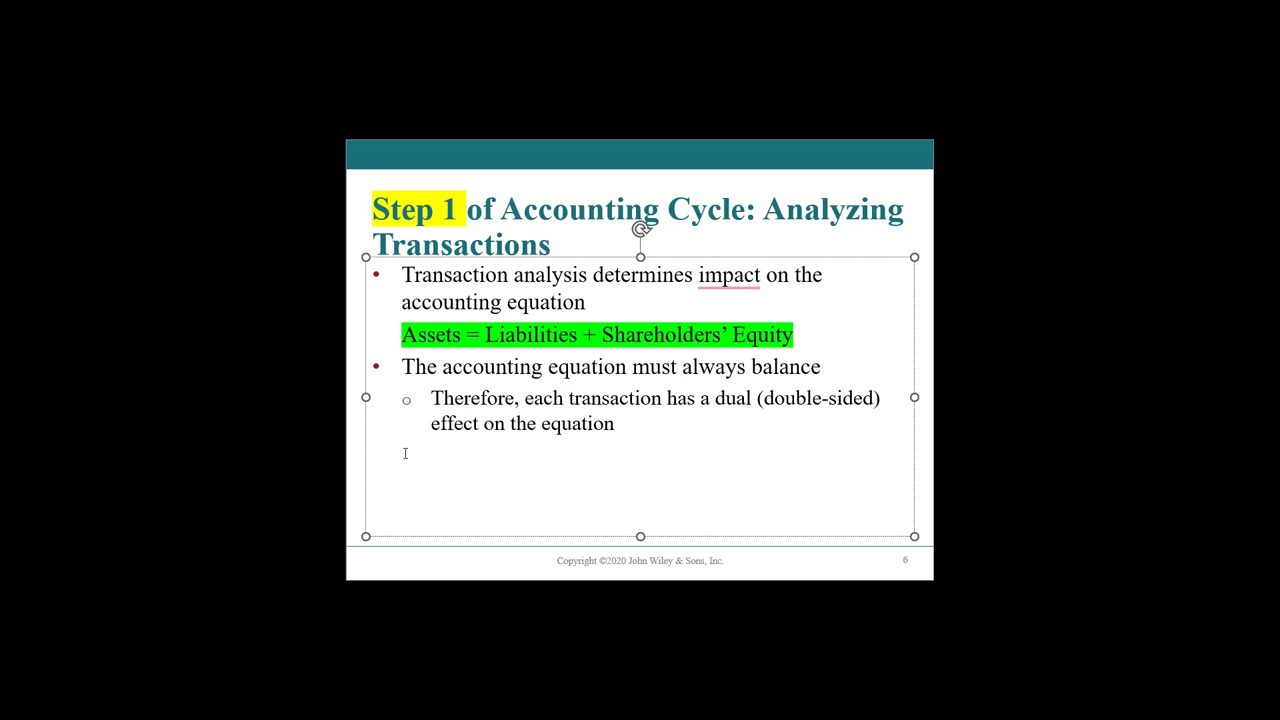 Step 1 of Accounting Cycle: Analyzing
Transactions
• Transaction analysis determines impact on the
accounting equation
Assets = Liabilities + Shareholders’ Equity
• The accounting equation must always balance
o Therefore, each transaction has a dual (double-sided)
effect on the equation
Copyright ©2020 John Wiley & Sons, Inc.
6